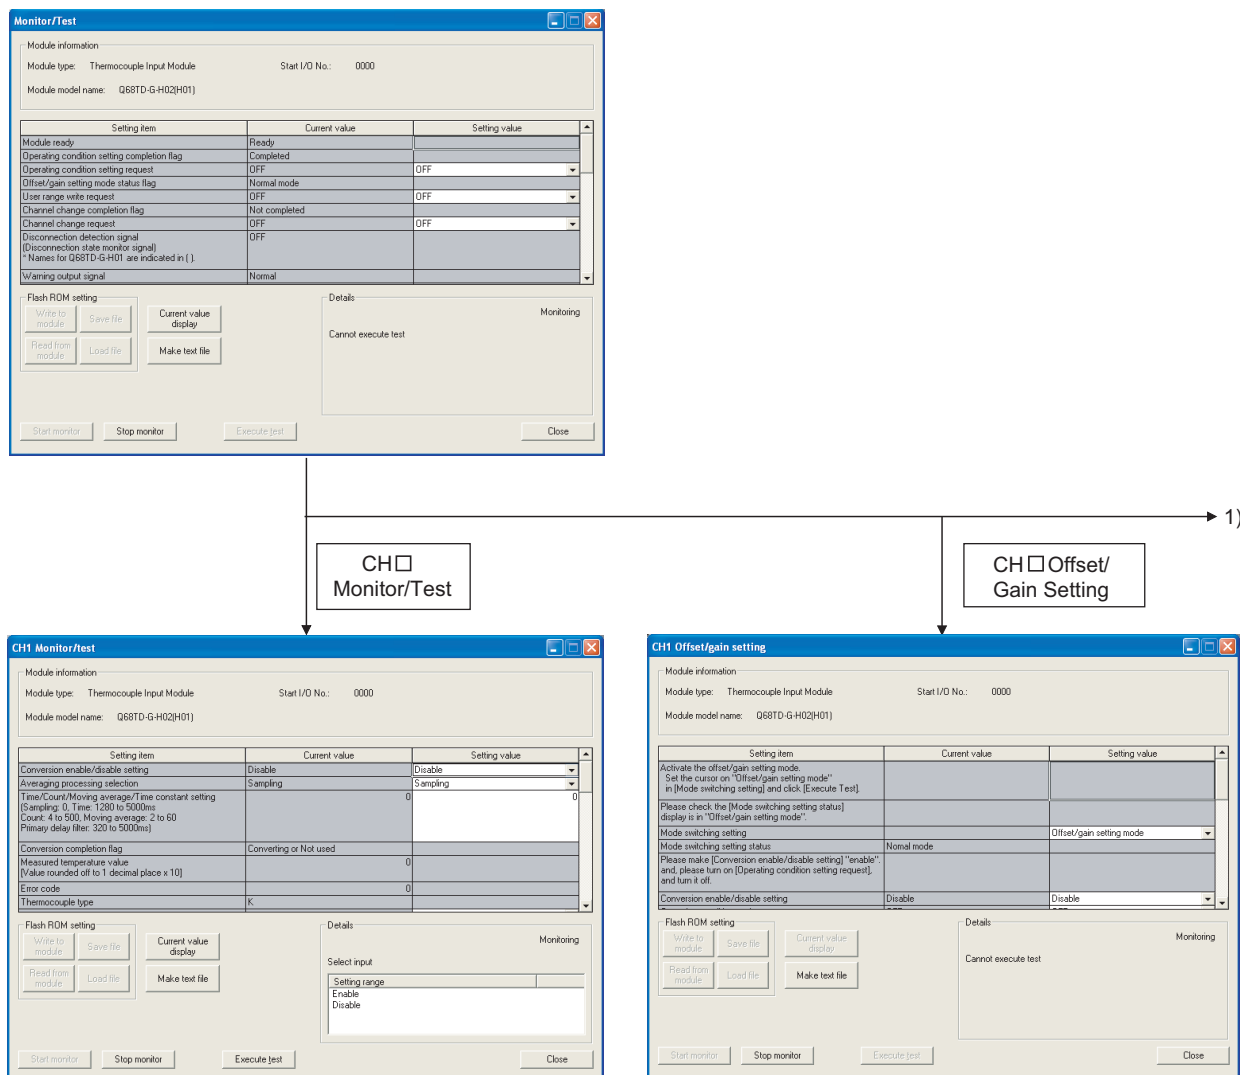 Monitor/Test
Module information
Module type: Thermocouple Input Module Start I/O No.: 0000
Module model name: Q68TD-G-H02(H01)
Setting item Current value Setting value
Module ready Ready
Operating condition setting completion flag Completed
Operating condition setting request OFF OFF
Offset/gain setting mode status flag Normal mode
User range write request OFF OFF
Channel change completion flag Not completed
Channel change request OFF OFF
Disconnection detection signal OFF
(Disconnection state monitor signal)
* Names for Q68TD-G-H01 are indicated in ( ).
Warning output signal Normal
Flash ROM setting
Write to module
Save file
Current value display
Read from module
Load file
Make text file
Details
Monitoring
Cannot execute test
Start monitor
Stop monitor
Execute test
Close
1)
CH□
Monitor/Test
CH□Offset/
Gain Setting
CH1 Monitor/test
Module information
Module type: Thermocouple Input Module Start I/O No.: 0000
Module model name: Q68TD-G-H02(H01)
Setting item Current value Setting value
Conversion enable/disable setting Disable Disable
Averaging processing selection Sampling Sampling
Time/Count/Moving average/Time constant setting 0 0
(Sampling: 0, Time: 1280 to 5000ms
Count: 4 to 500, Moving average: 2 to 60
Primary delay filter: 320 to 5000ms)
Conversion completion flag Converting or Not used
Measured temperature value 0
[Value rounded off to 1 decimal place x 10]
Error code 0
Thermocouple type K
Flash ROM setting
Write to module
Save file
Current value display
Read from module
Load file
Make text file
Details
Monitoring
Select input
Setting range
Enable
Disable
Start monitor
Stop monitor
Execute test
Close
CH1 Offset/gain setting
Module information
Module type: Thermocouple Input Module Start I/O No.: 0000
Module model name: Q68TD-G-H02(H01)
Setting item Current value Setting value
Activate the offset/gain setting mode.
Set the cursor on "Offset/gain setting mode"
in [Mode switching setting] and click [Execute Test].
Please check the [Mode switching setting status]
display is in "Offset/gain setting mode".
Mode switching setting Offset/gain setting mode
Mode switching setting status Nomal mode
Please make [Conversion enable/disable setting] "enable".
and, please turn on [Operating condition setting request],
and turn it off.
Conversion enable/disable setting Disable Disable
Flash ROM setting
Write to module
Save file
Current value display
Read from module
Load file
Make text file
Details
Monitoring
Cannot execute test
Start monitor
Stop monitor
Execute test
Close